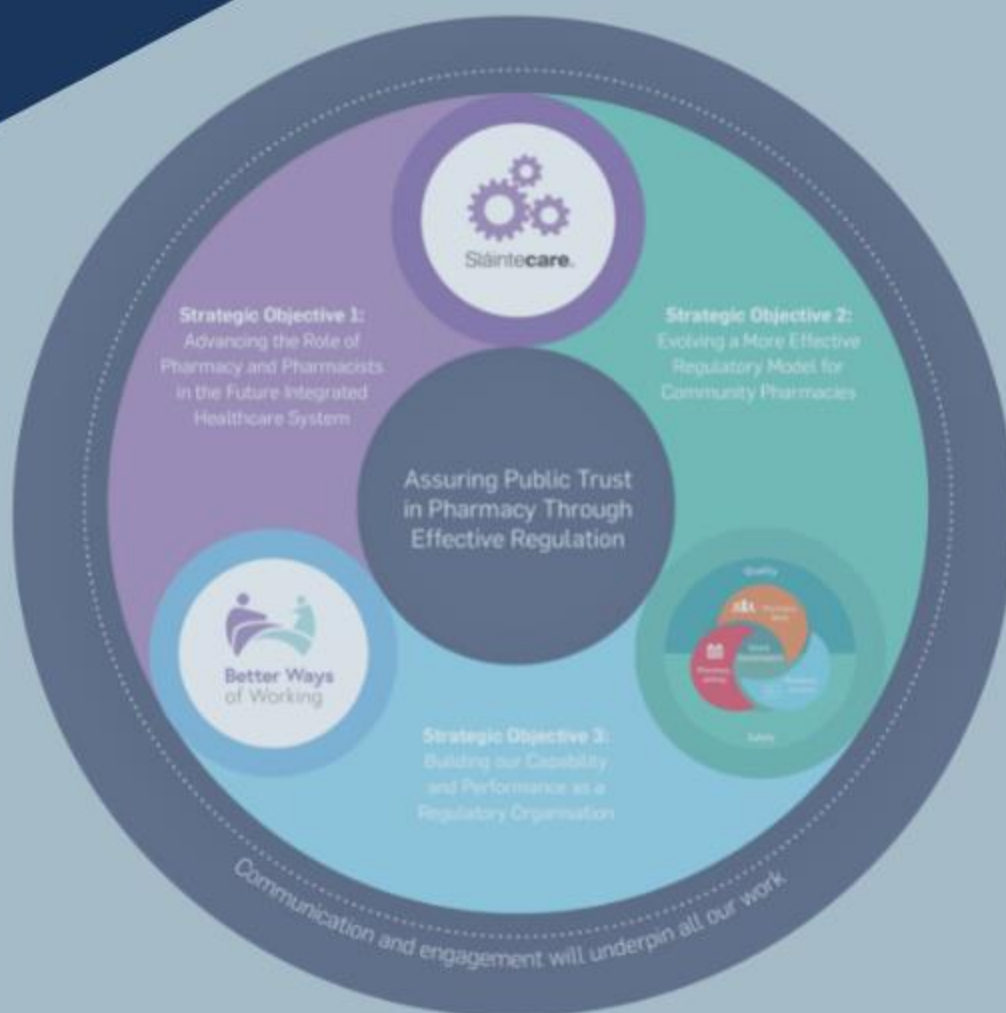 Sláintecare.
Strategic Objective 1:
Advancing the Role of
Pharmacy and Pharmacists
in the Future Integrated
Healthcare System
Strategic Objective 2:
Evolving a More Effective
Regulatory Model for
Community Pharmacies
Assuring Public Trust
in Pharmacy Through
Effective Regulation
Better Ways
of Working
Quality
Pharmacy
Safety
Strategic Objective 3:
Building our Capability
and Performance as a
Regulatory Organisation
Communication and engagement will underpin all our work